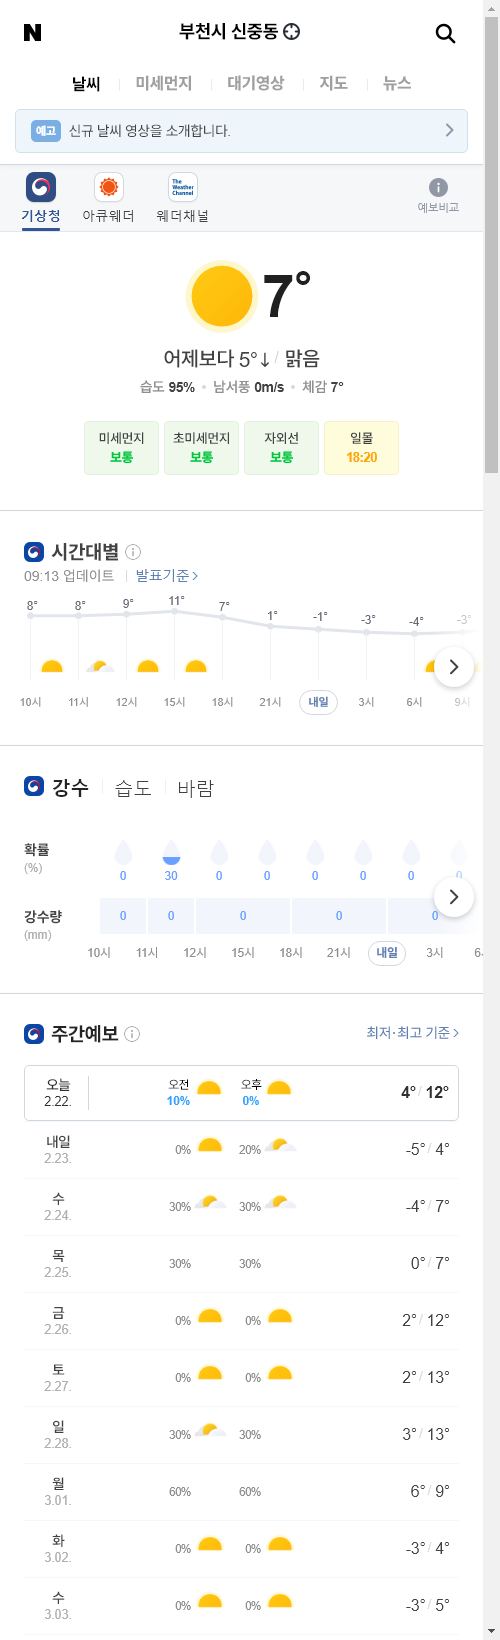 N 부천시 신중동
날씨 미세먼지 대기영상 지도 뉴스
예고 신규 날씨 영상을 소개합니다.
The Weather Channel
기상청 아큐웨더 웨더채널 예보비교
7°
어제보다 5°↓ / 맑음
습도 95% • 남서풍 0m/s • 체감 7°
미세먼지 초미세먼지 자외선 일몰
보통 보통 보통 18:20
시간대별
09:13 업데이트 발표기준 >
8° 8° 9° 11° 7° 1° -1° -3° -4° -3°
10시 11시 12시 15시 18시 21시 내일 3시 6시 9시
강수 습도 바람
확률
(%)
0 30 0 0 0 0 0 0
강수량
(mm)
0 0 0 0 0
10시 11시 12시 15시 18시 21시 내일 3시 6
주간예보 최저·최고 기준 >
오늘 오전 오후
2.22. 10% 0% 4° / 12°
내일
2.23. 0% 20% -5° / 4°
수
2.24. 30% 30% -4° / 7°
목
2.25. 30% 30% 0° / 7°
금
2.26. 0% 0% 2° / 12°
토
2.27. 0% 0% 2° / 13°
일
2.28. 30% 30% 3° / 13°
월
3.01. 60% 60% 6° / 9°
화
3.02. 0% 0% -3° / 4°
수
3.03. 0% 0% -3° / 5°